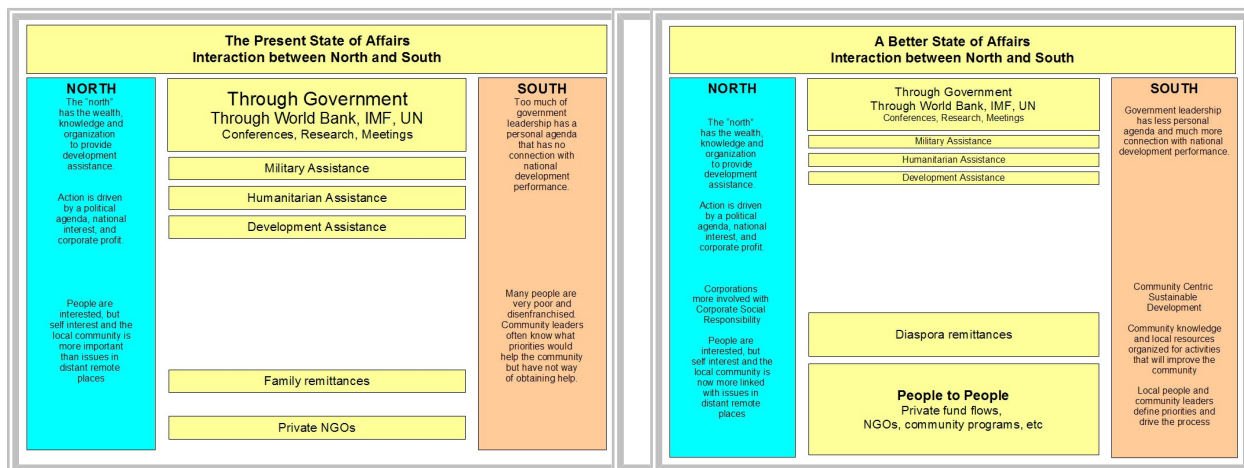 The Present State of Affairs
Interaction between North and South
NORTH
The "north"
has the wealth,
knowledge and
organization
to provide
development
assistance.
Action is driven
by a political
agenda, national
interest, and
corporate profit.
People are
interested, but
self interest and the
local community is
more important
than issues in
distant remote
places
Through Government
Through World Bank, IMF, UN
Conferences, Research, Meetings
Military Assistance
Humanitarian Assistance
Development Assistance
Family remittances
Private NGOs
SOUTH
Too much of
government
leadership has a
personal agenda
that has no
connection with
national
development
performance.
Many people are
very poor and
disenfranchised.
Community leaders
often know what
priorities would
help the community
but have not way
of obtaining help.
A Better State of Affairs
Interaction between North and South
NORTH
The "north"
has the wealth,
knowledge and
organization
to provide
development
assistance.
Action is driven
by a political
agenda, national
interest, and
corporate profit.
Corporations
more involved with
Corporate Social
Responsibility
People are
interested, but
self interest and the
local community is
now more linked
with issues in
distant remote
places
Through Government
Through World Bank, IMF, UN
Conferences, Research, Meetings
Military Assistance
Humanitarian Assistance
Development Assistance
Diaspora remittances
People to People
Private fund flows,
NGOs, community programs, etc
SOUTH
Government leadership
has less personal
agenda and much more
connection with national
development performance.
Community Centric
Sustainable
Development
Community knowledge
and local resources
organized for activities
that will improve the
community
Local people and
community leaders
define priorities and
drive the process